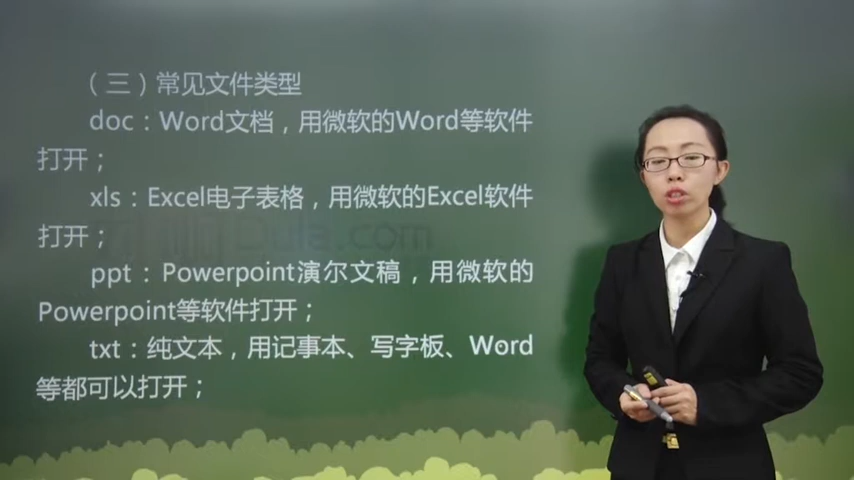 （三）常见文件类型
doc：Word文档，用微软的Word等软件
打开；
xls：Excel电子表格，用微软的Excel软件
打开；
ppt：Powerpoint演尔文稿，用微软的
Powerpoint等软件打开；
txt：纯文本，用记事本、写字板、Word
等都可以打开；